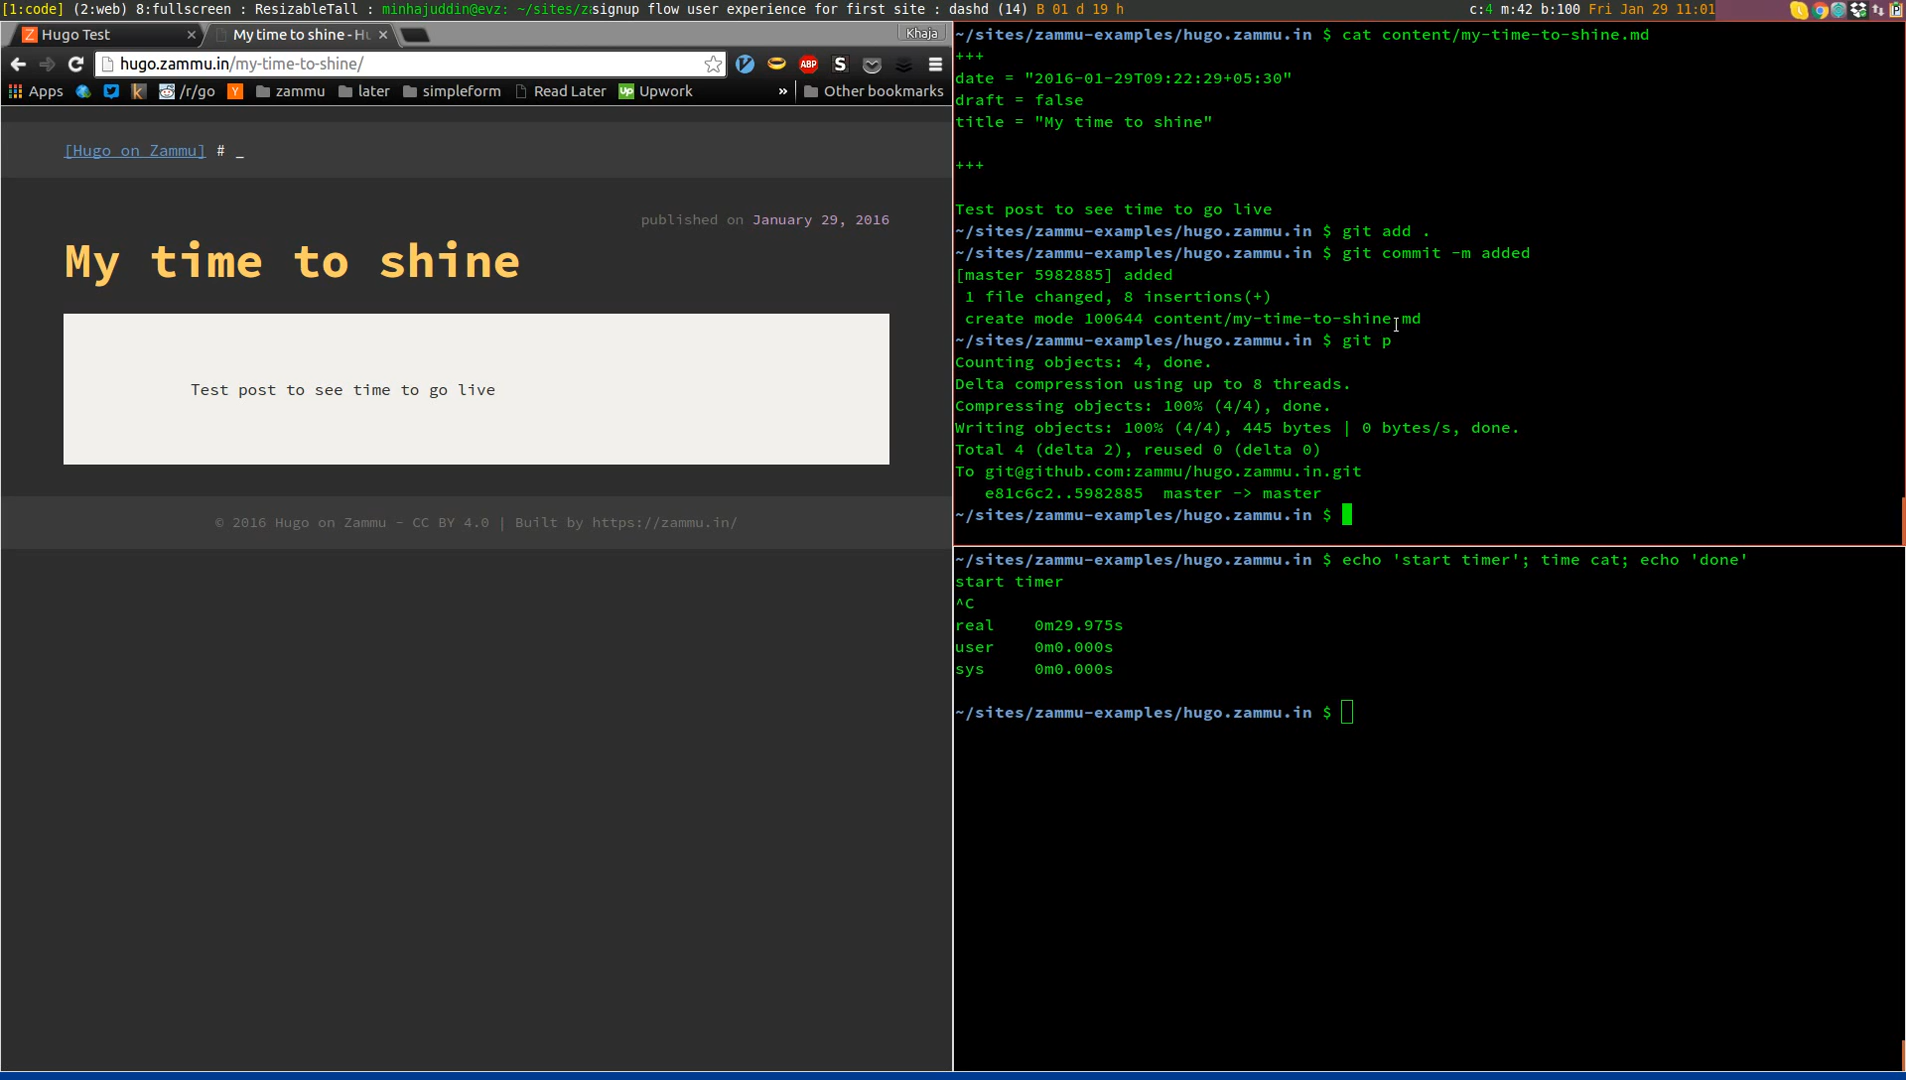 [1:code] (2:web) 8:fullscreen : ResizableTall : minhajuddin@evz: ~/sites/zasignup flow user experience for first site : dashd (14) B 01 d 19 h c:4 m:42 b:100 Fri Jan 29 11:01
Hugo Test
My time to shine - Hu
Khaja
hugo.zammu.in/my-time-to-shine/
Apps /r/go zammu later simpleform Read Later Upwork » Other bookmarks
[Hugo on Zammu] # _
published on January 29, 2016
My time to shine
Test post to see time to go live
© 2016 Hugo on Zammu - CC BY 4.0 | Built by https://zammu.in/
~/sites/zammu-examples/hugo.zammu.in $ cat content/my-time-to-shine.md
+++
date = "2016-01-29T09:22:29+05:30"
draft = false
title = "My time to shine"
+++
Test post to see time to go live
~/sites/zammu-examples/hugo.zammu.in $ git add .
~/sites/zammu-examples/hugo.zammu.in $ git commit -m added
[master 5982885] added
1 file changed, 8 insertions(+)
create mode 100644 content/my-time-to-shine.md
~/sites/zammu-examples/hugo.zammu.in $ git p
Counting objects: 4, done.
Delta compression using up to 8 threads.
Compressing objects: 100% (4/4), done.
Writing objects: 100% (4/4), 445 bytes | 0 bytes/s, done.
Total 4 (delta 2), reused 0 (delta 0)
To git@github.com:zammu/hugo.zammu.in.git
e81c6c2..5982885 master -> master
~/sites/zammu-examples/hugo.zammu.in $
~/sites/zammu-examples/hugo.zammu.in $ echo 'start timer'; time cat; echo 'done'
start timer
^C
real 0m29.975s
user 0m0.000s
sys 0m0.000s
~/sites/zammu-examples/hugo.zammu.in $